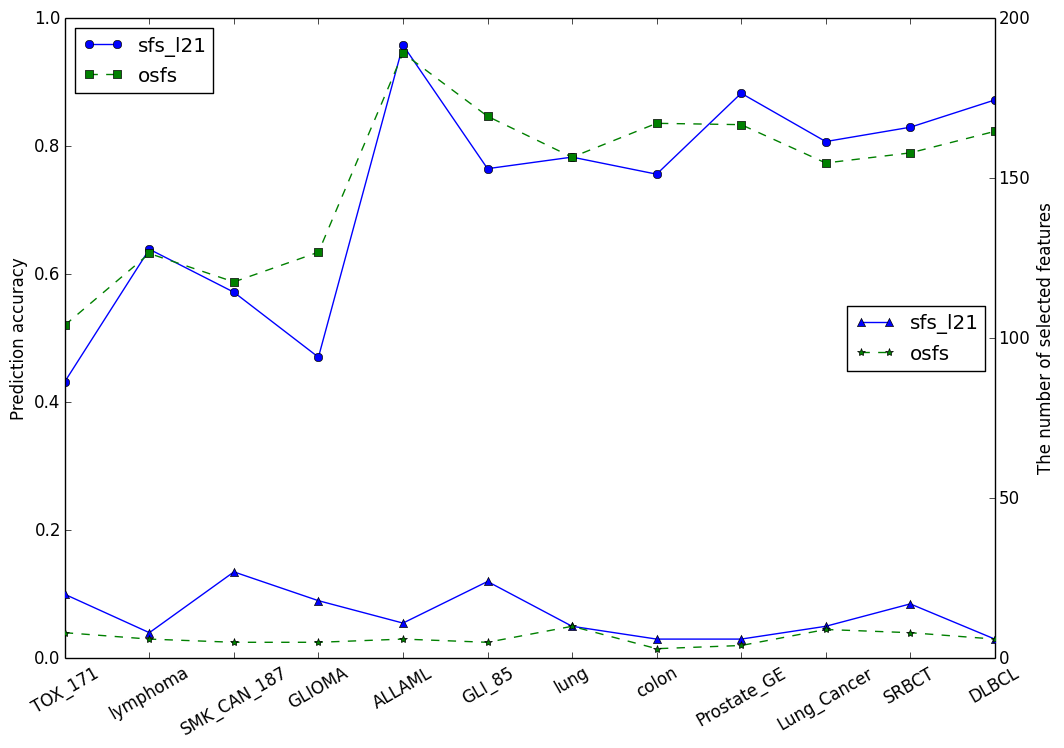 1.0
0.8
0.6
0.4
0.2
0.0
Prediction accuracy
sfs_l21
osfs
200
150
100
50
0
The number of selected features
sfs_l21
osfs
TOX_171
lymphoma
SMK_CAN_187
GLIOMA
ALLAML
GLI_85
lung
colon
Prostate_GE
Lung_Cancer
SRBCT
DLBCL